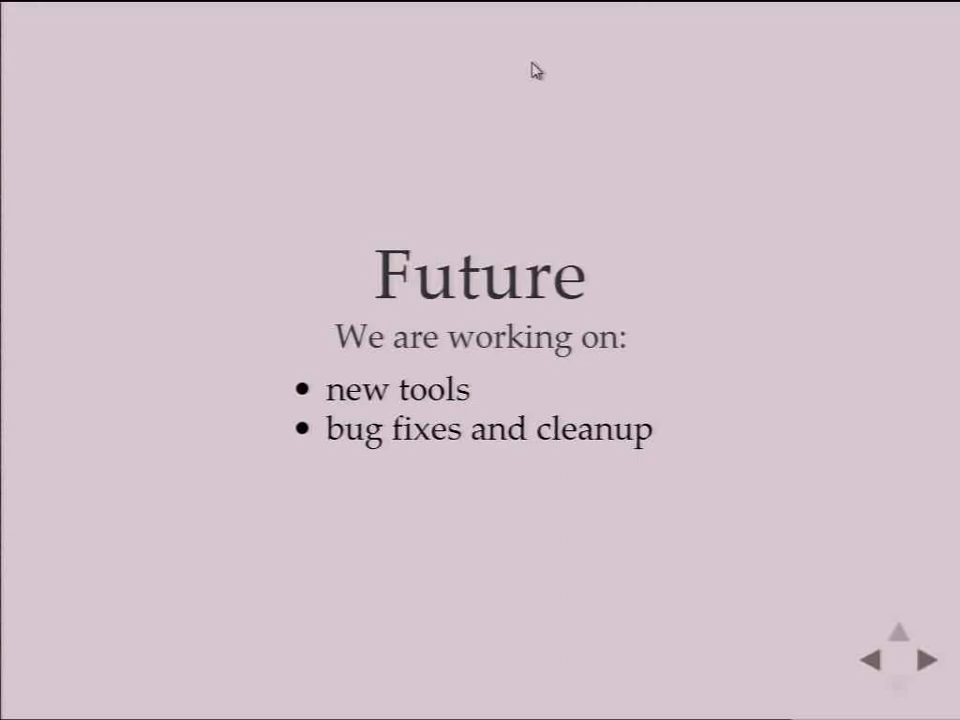 Future
We are working on:
• new tools
• bug fixes and cleanup